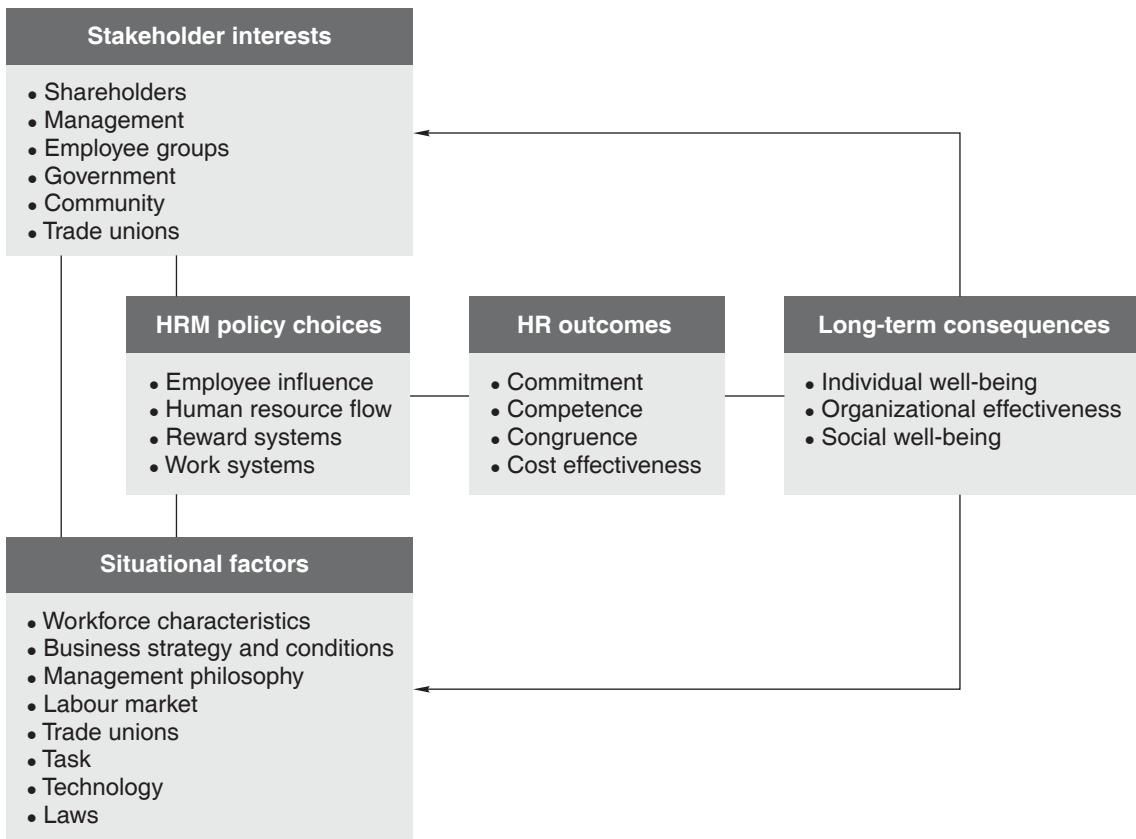 Stakeholder interests
• Shareholders
• Management
• Employee groups
• Government
• Community
• Trade unions
HRM policy choices
• Employee influence
• Human resource flow
• Reward systems
• Work systems
HR outcomes
• Commitment
• Competence
• Congruence
• Cost effectiveness
Long-term consequences
• Individual well-being
• Organizational effectiveness
• Social well-being
Situational factors
• Workforce characteristics
• Business strategy and conditions
• Management philosophy
• Labour market
• Trade unions
• Task
• Technology
• Laws